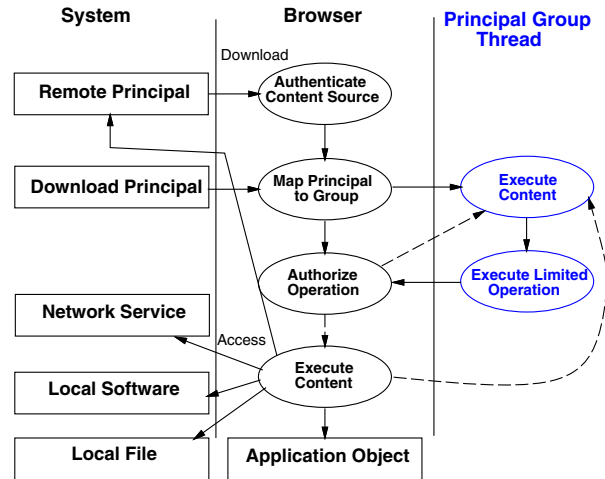 System
Browser
Principal Group
Thread
Download
Remote Principal
Authenticate
Content Source
Download Principal
Map Principal
to Group
Execute
Content
Authorize
Operation
Execute Limited
Operation
Network Service
Access
Execute
Content
Local Software
Local File
Application Object